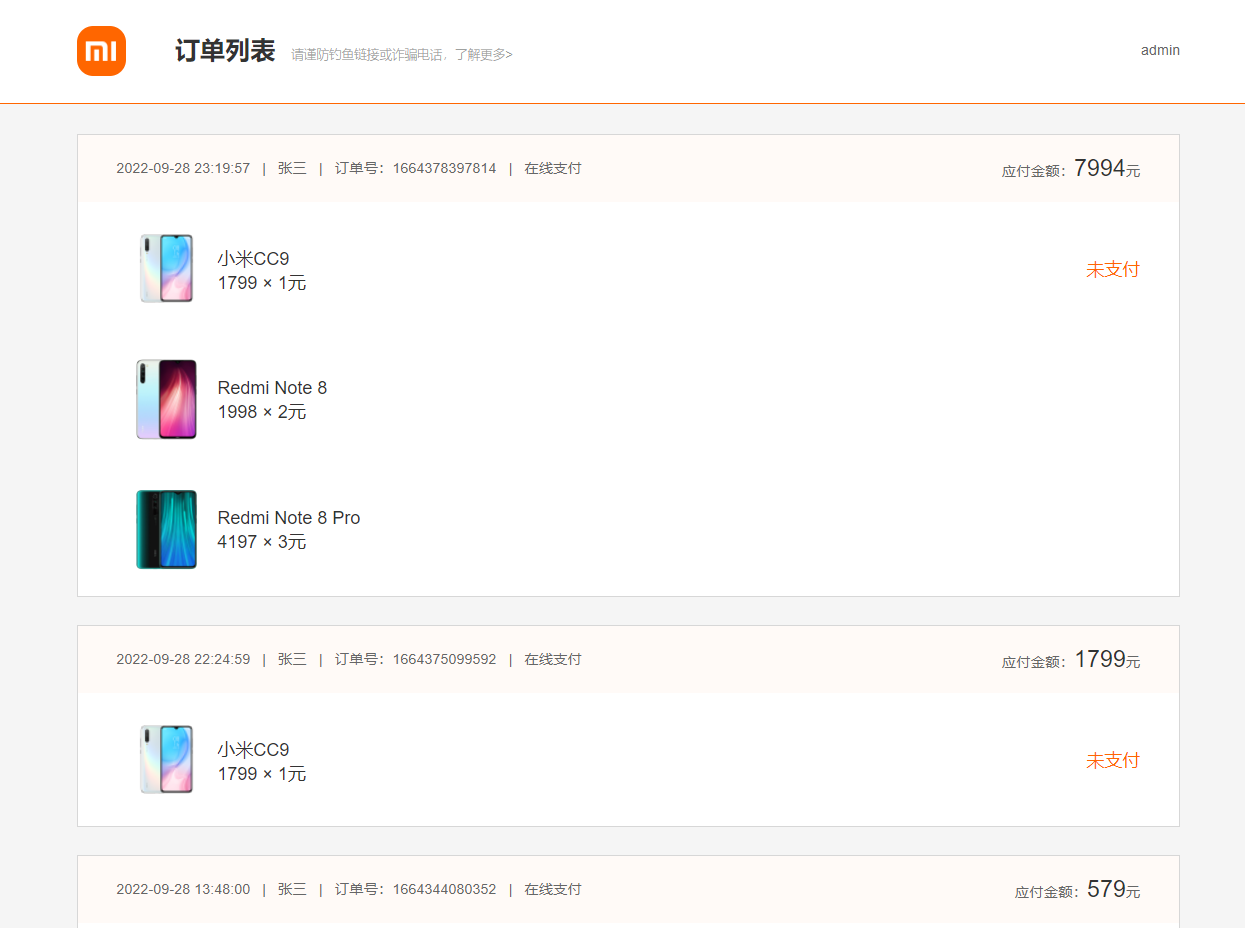 mi
订单列表 请谨防钓鱼链接或诈骗电话，了解更多>
admin
2022-09-28 23:19:57 | 张三 | 订单号：1664378397814 | 在线支付 应付金额：7994元
小米CC9
1799 × 1元
未支付
Redmi Note 8
1998 × 2元
Redmi Note 8 Pro
4197 × 3元
2022-09-28 22:24:59 | 张三 | 订单号：1664375099592 | 在线支付 应付金额：1799元
小米CC9
1799 × 1元
未支付
2022-09-28 13:48:00 | 张三 | 订单号：1664344080352 | 在线支付 应付金额：579元